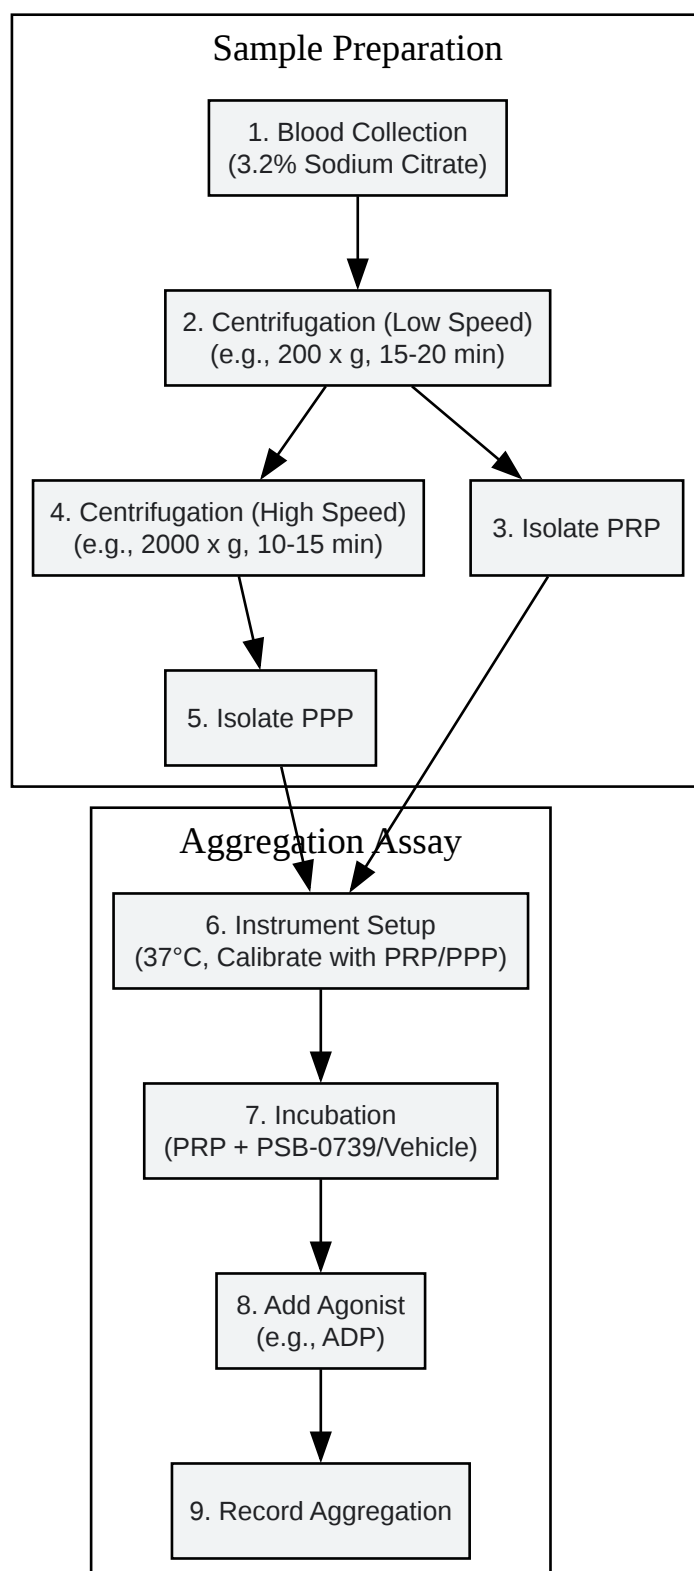 Sample Preparation
1. Blood Collection
(3.2% Sodium Citrate)
2. Centrifugation (Low Speed)
(e.g., 200 x g, 15-20 min)
3. Isolate PRP
4. Centrifugation (High Speed)
(e.g., 2000 x g, 10-15 min)
5. Isolate PPP
Aggregation Assay
6. Instrument Setup
(37°C, Calibrate with PRP/PPP)
7. Incubation
(PRP + PSB-0739/Vehicle)
8. Add Agonist
(e.g., ADP)
9. Record Aggregation